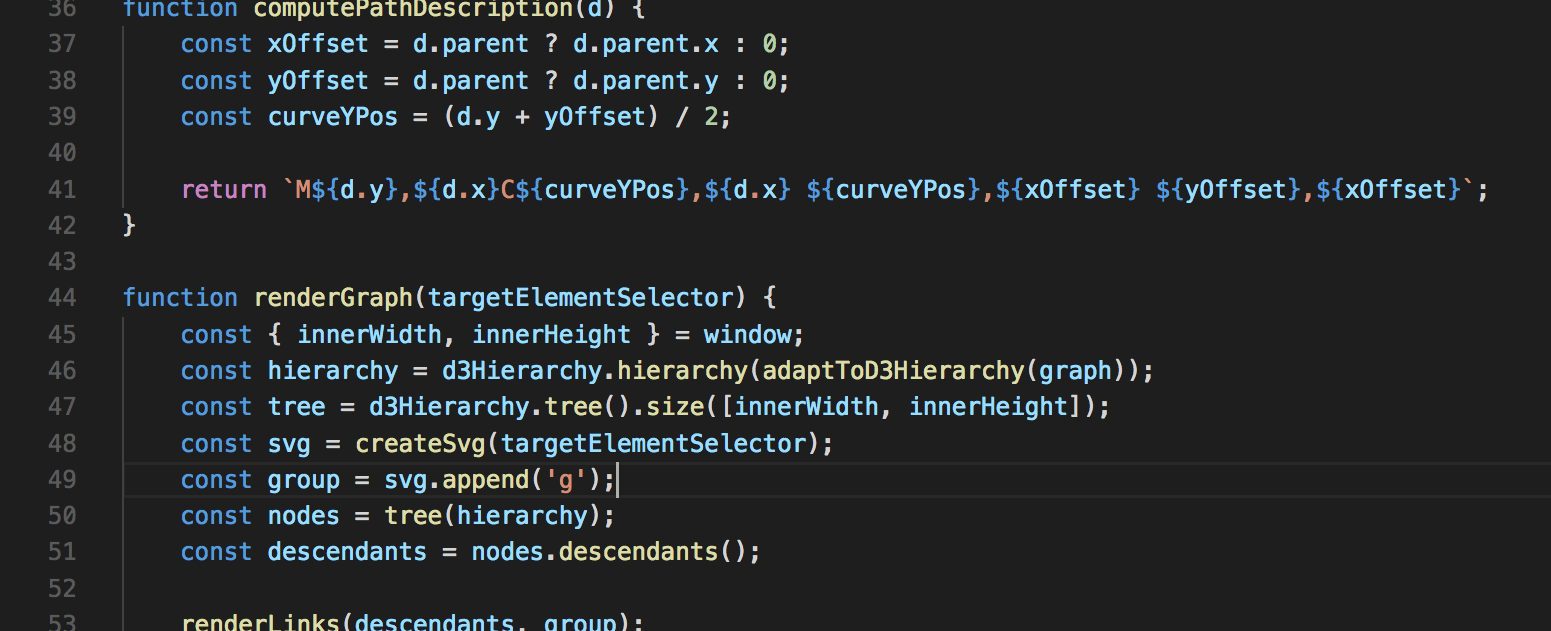 36 function computePathDescription(d) {
37 const xOffset = d.parent ? d.parent.x : 0;
38 const yOffset = d.parent ? d.parent.y : 0;
39 const curveYPos = (d.y + yOffset) / 2;
40
41 return `M${d.y},${d.x}C${curveYPos},${d.x} ${curveYPos},${xOffset} ${yOffset},${xOffset}`;
42 }
43
44 function renderGraph(targetElementSelector) {
45 const { innerWidth, innerHeight } = window;
46 const hierarchy = d3Hierarchy.hierarchy(adaptToD3Hierarchy(graph));
47 const tree = d3Hierarchy.tree().size([innerWidth, innerHeight]);
48 const svg = createSvg(targetElementSelector);
49 const group = svg.append('g');
50 const nodes = tree(hierarchy);
51 const descendants = nodes.descendants();
52
53 renderLinks(descendants, group);